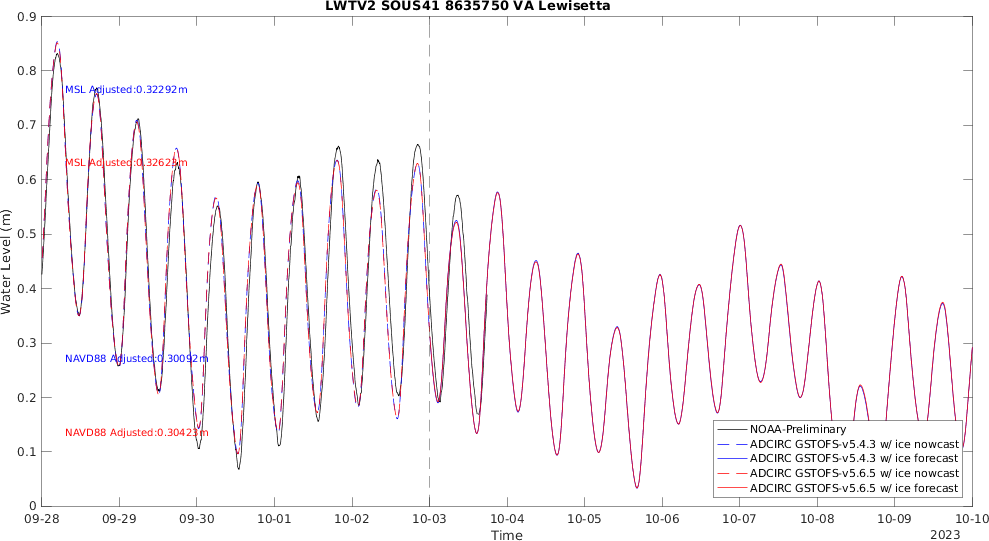 LWTV2 SOUS41 8635750 VA Lewisetta
0.9
0.8
0.7
0.6
0.5
0.4
0.3
0.2
0.1
0
Water Level (m)
MSL Adjusted:0.32292m
MSL Adjusted:0.32623m
NAVD88 Adjusted:0.30092m
NAVD88 Adjusted:0.30423m
NOAA-Preliminary
ADCIRC GSTOFS-v5.4.3 w/ ice nowcast
ADCIRC GSTOFS-v5.4.3 w/ ice forecast
ADCIRC GSTOFS-v5.6.5 w/ ice nowcast
ADCIRC GSTOFS-v5.6.5 w/ ice forecast
09-28 09-29 09-30 10-01 10-02 10-03 10-04 10-05 10-06 10-07 10-08 10-09 10-10
Time
2023